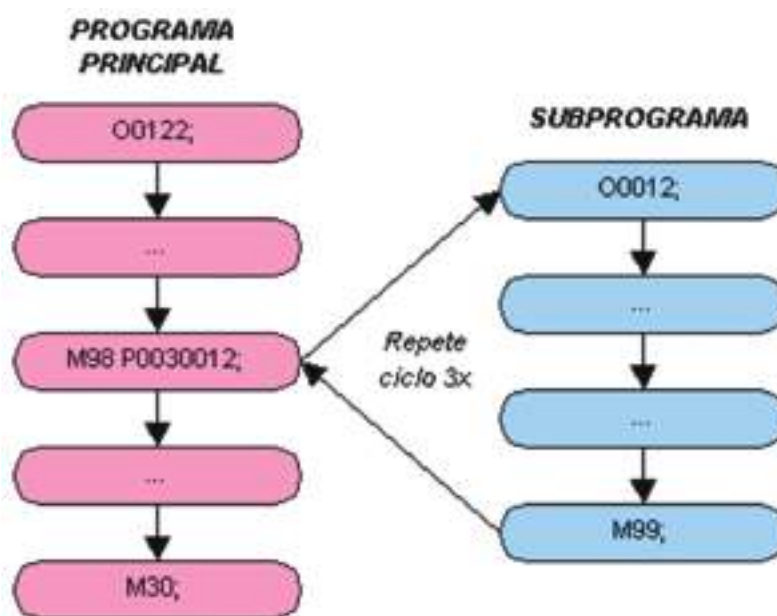 PROGRAMA
PRINCIPAL
O0122;
...
M98 P0030012;
...
M30;
SUBPROGRAMA
O0012;
...
...
M99;
Repete
ciclo 3x